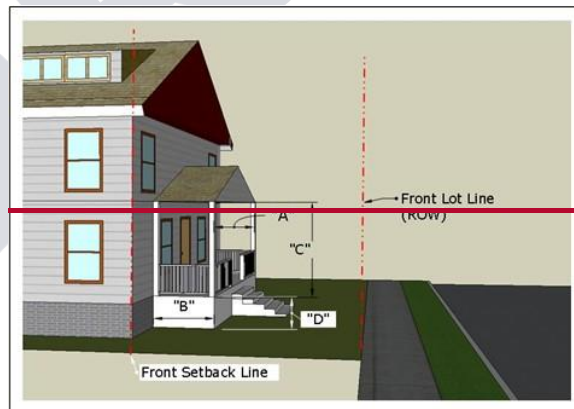 Front Lot Line
(ROW)
A
"C"
"B"
"D"
Front Setback Line